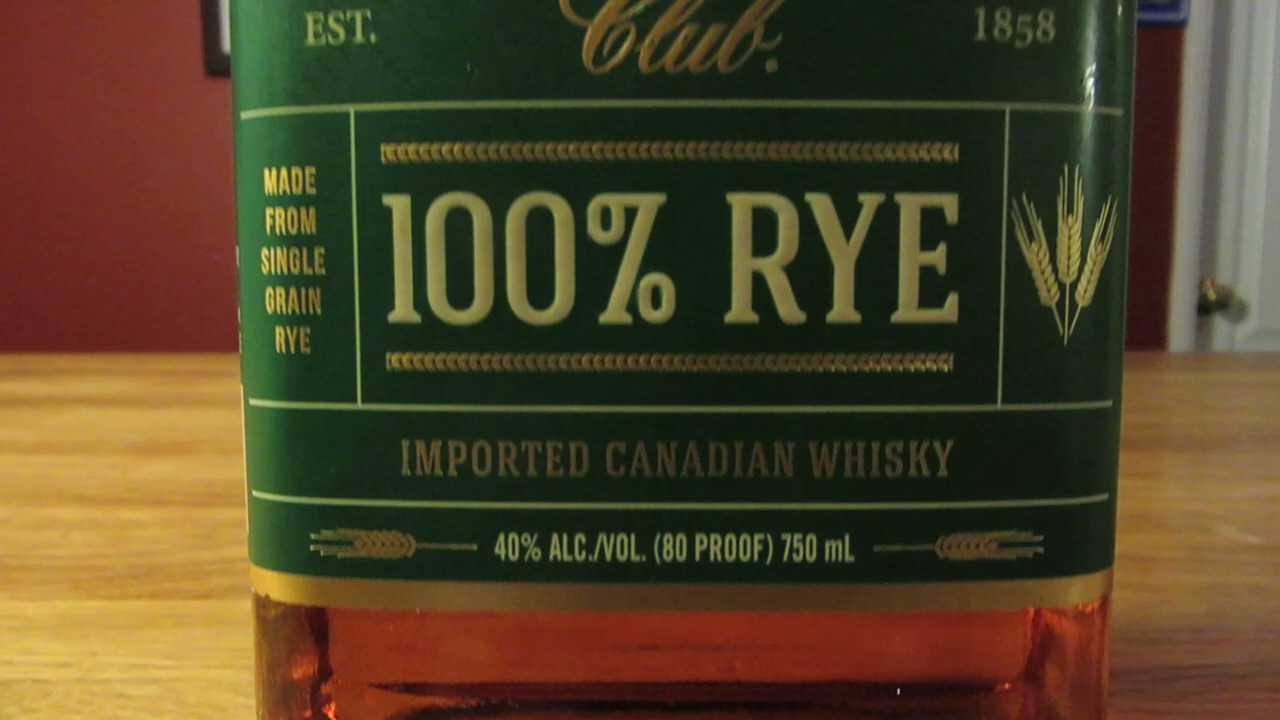 Club.
EST. 1858
MADE
FROM
SINGLE
GRAIN
RYE
100% RYE
IMPORTED CANADIAN WHISKY
40% ALC./VOL. (80 PROOF) 750 mL